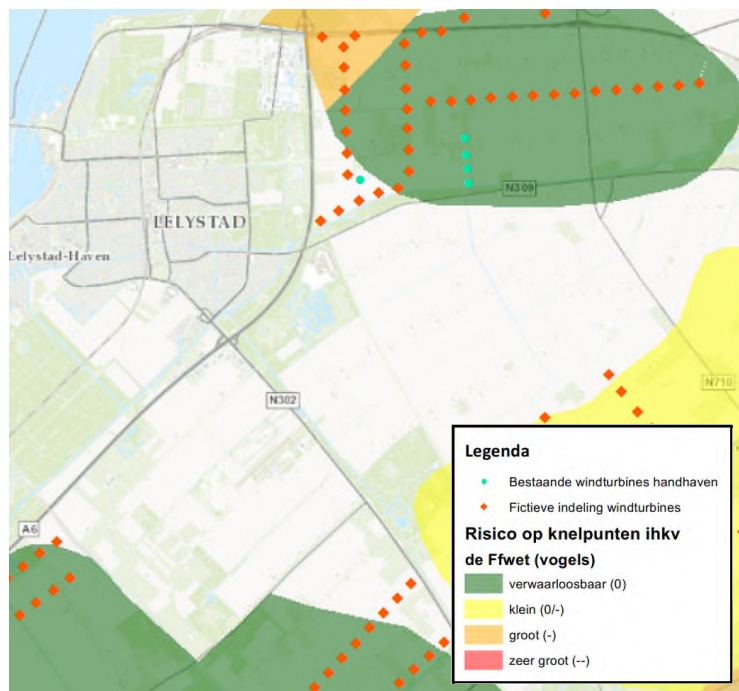 N309
LELYSTAD
Lelystad-Haven
N710
N302
A6
Legenda
Bestaande windturbines handhaven
Fictieve indeling windturbines
Risico op knelpunten ihkv
de Ffwet (vogels)
verwaarloosbaar (0)
klein (0/-)
groot (-)
zeer groot (--)